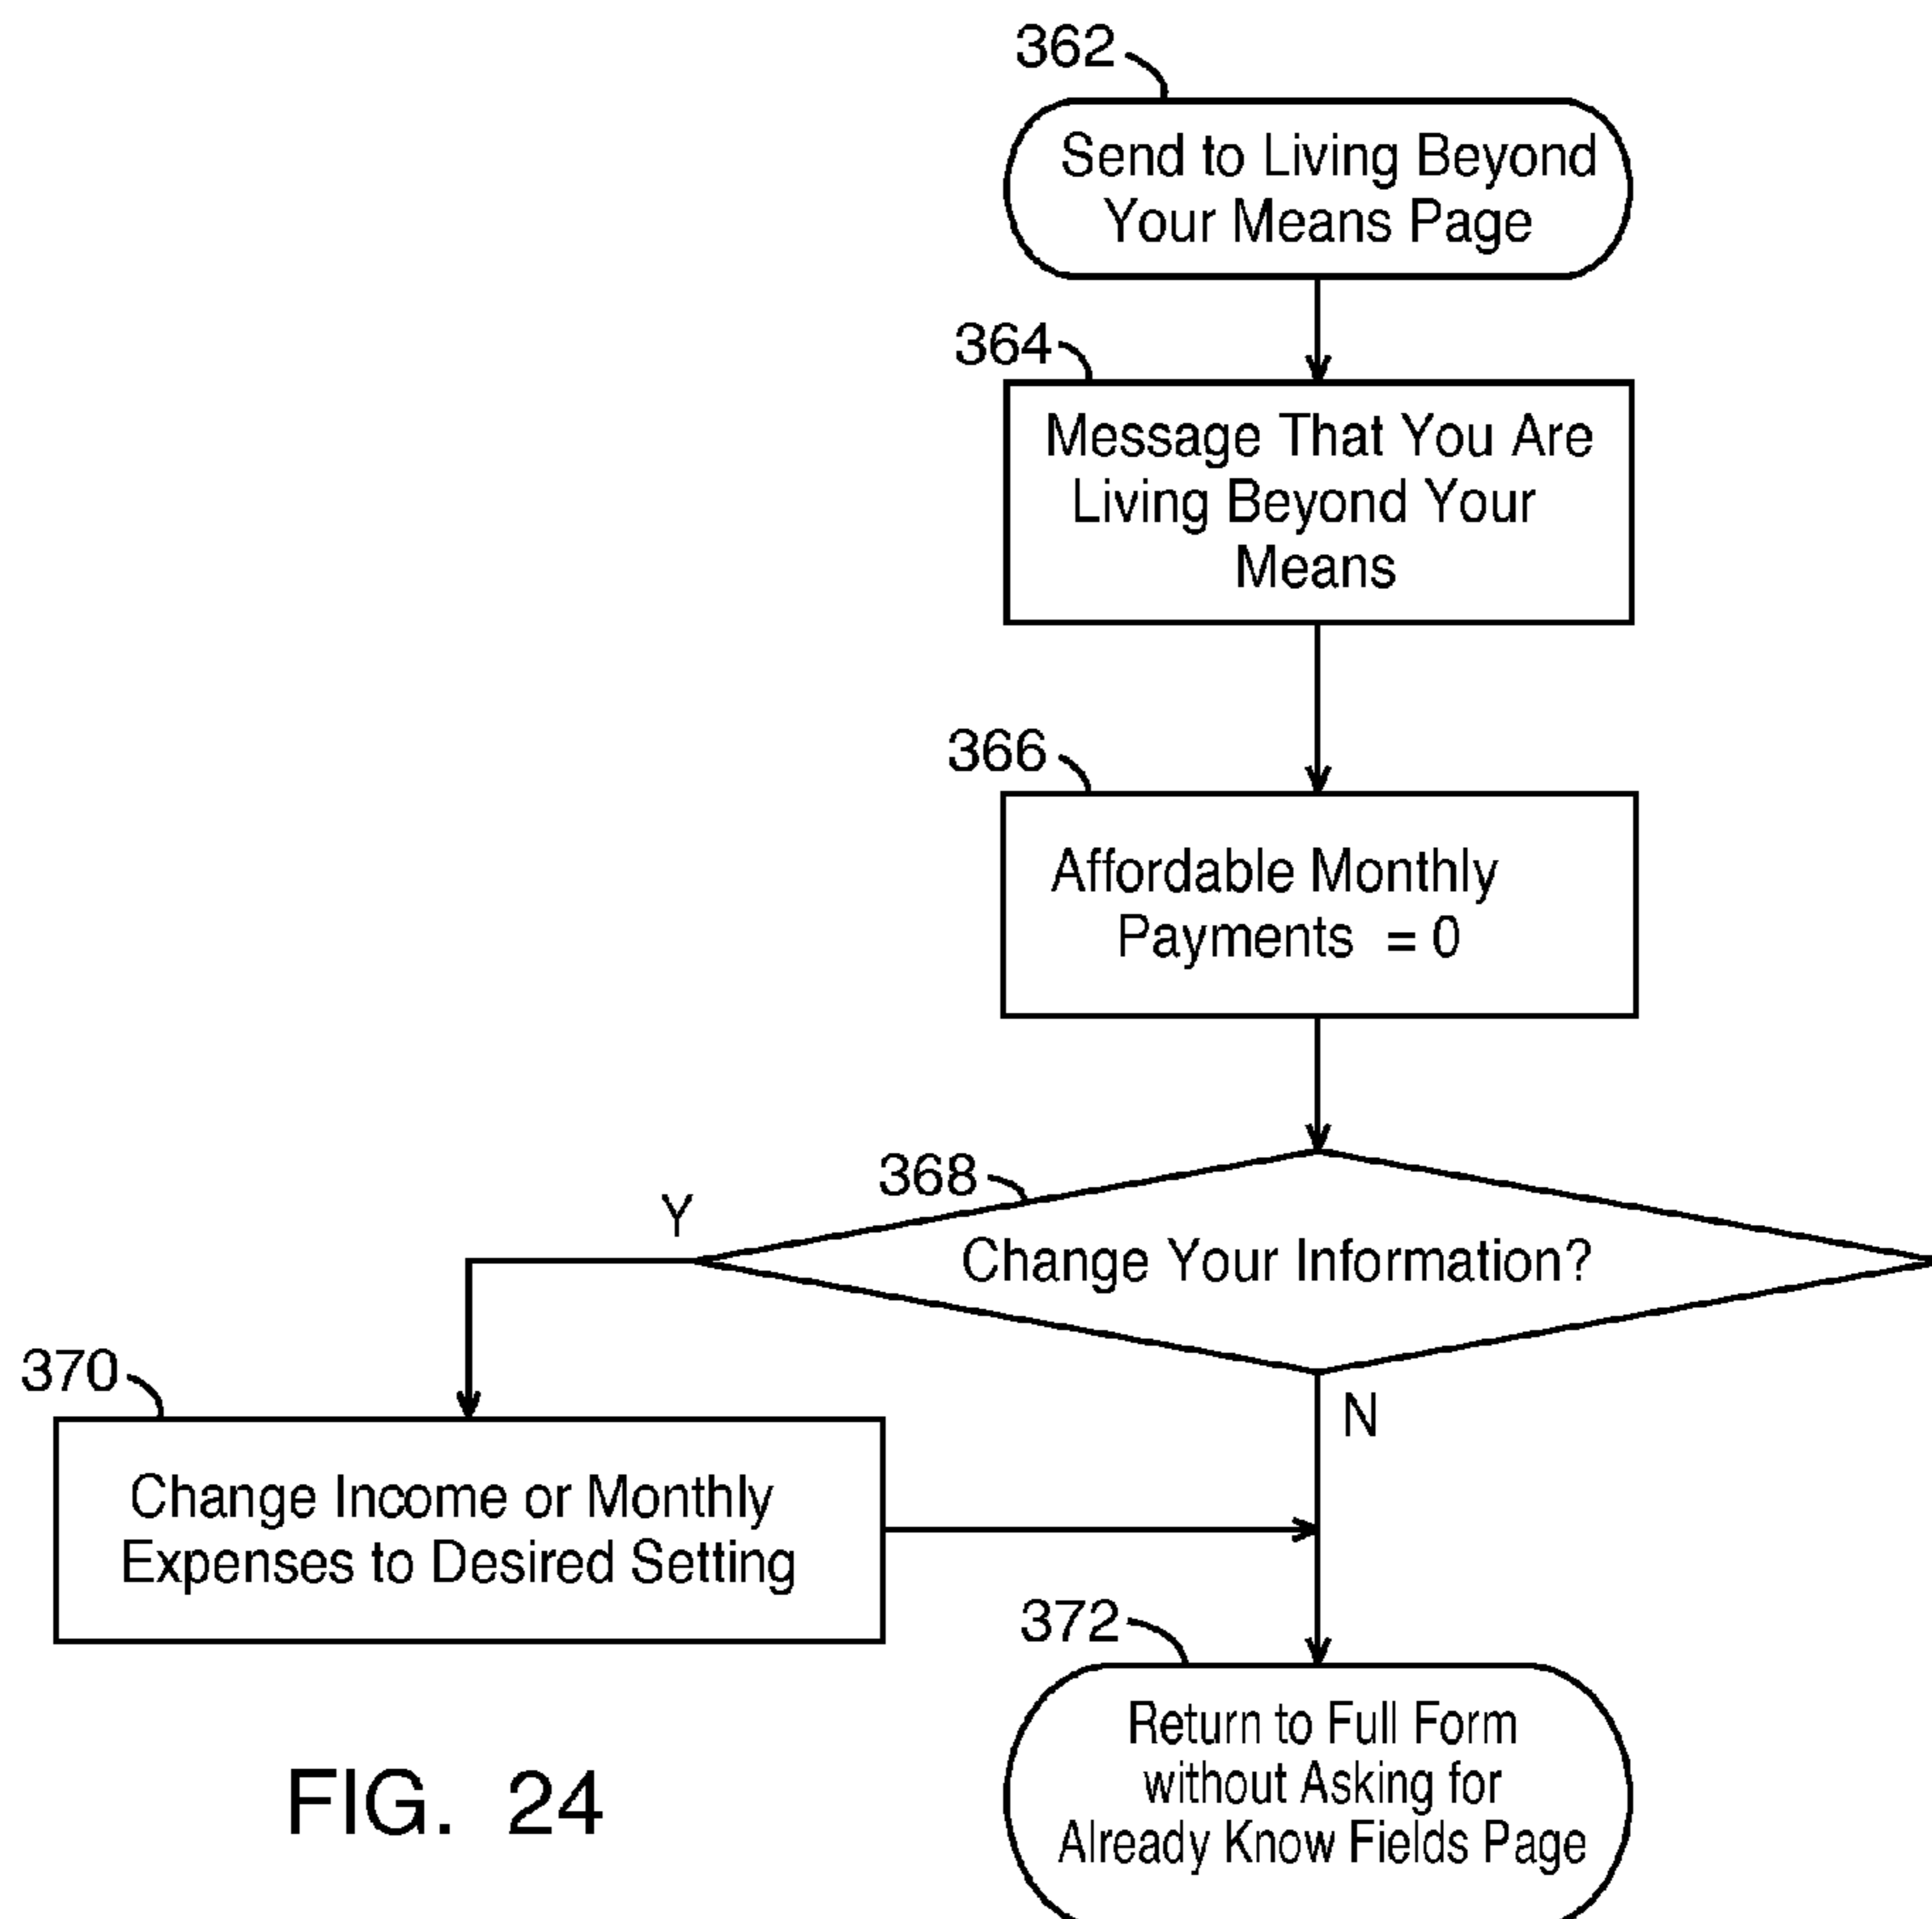 362
Send to Living Beyond
Your Means Page
364
Message That You Are
Living Beyond Your
Means
366
Affordable Monthly
Payments = 0
368
Y
Change Your Information?
370
N
Change Income or Monthly
Expenses to Desired Setting
372
Return to Full Form
without Asking for
Already Know Fields Page
FIG. 24